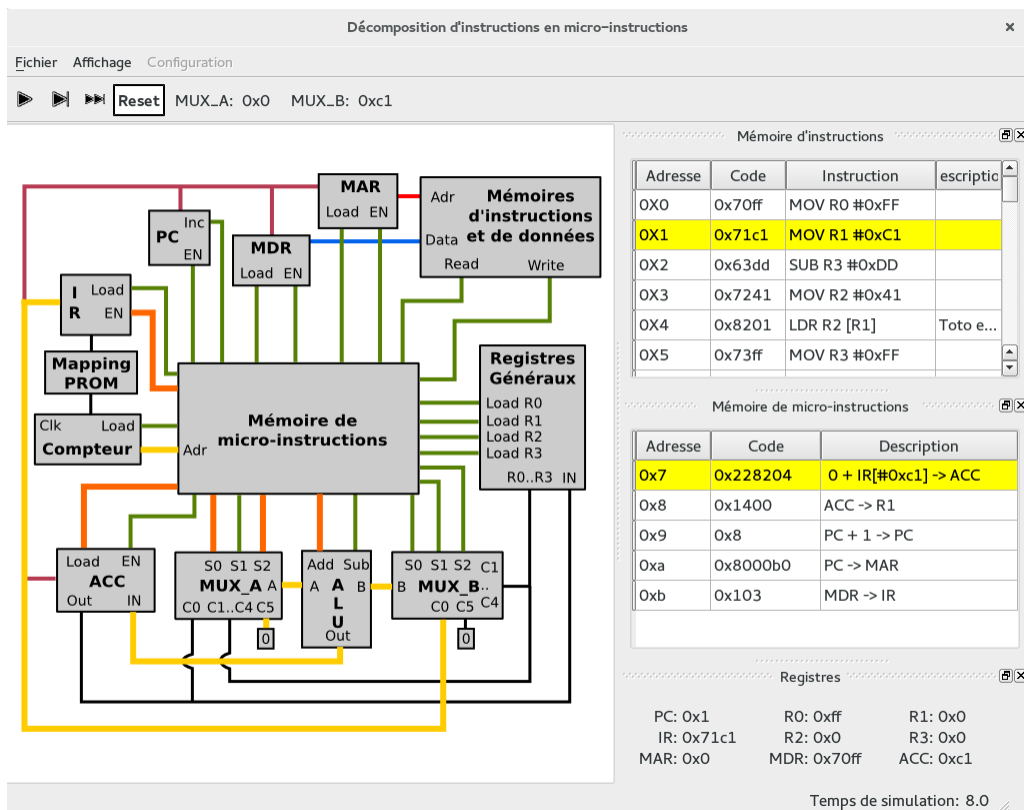 Décomposition d'instructions en micro-instructions
Fichier Affichage Configuration
Reset MUX_A: 0x0 MUX_B: 0xc1
MAR
Load EN
Adr Mémoires
d'instructions
et de données
Data
Read Write
PC Inc
EN
MDR
Load EN
I R Load
EN
Mapping
PROM
Clk Load
Compteur
Mémoire de
micro-instructions
Adr
Registres
Généraux
Load R0
Load R1
Load R2
Load R3
R0..R3 IN
Load EN
ACC
Out IN
S0 S1 S2
MUX_A A
C0 C1..C4 C5
0
Add Sub
A A B
L
U
Out
S0 S1 S2 C1
B MUX_B ..
C0 C5 C4
0
Mémoire d'instructions
Adresse Code Instruction escriptio
0X0 0x70ff MOV R0 #0xFF
0X1 0x71c1 MOV R1 #0xC1
0X2 0x63dd SUB R3 #0xDD
0X3 0x7241 MOV R2 #0x41
0X4 0x8201 LDR R2 [R1] Toto e...
0X5 0x73ff MOV R3 #0xFF
Mémoire de micro-instructions
Adresse Code Description
0x7 0x228204 0 + IR[#0xc1] -> ACC
0x8 0x1400 ACC -> R1
0x9 0x8 PC + 1 -> PC
0xa 0x8000b0 PC -> MAR
0xb 0x103 MDR -> IR
Registres
PC: 0x1 R0: 0xff R1: 0x0
IR: 0x71c1 R2: 0x0 R3: 0x0
MAR: 0x0 MDR: 0x70ff ACC: 0xc1
Temps de simulation: 8.0